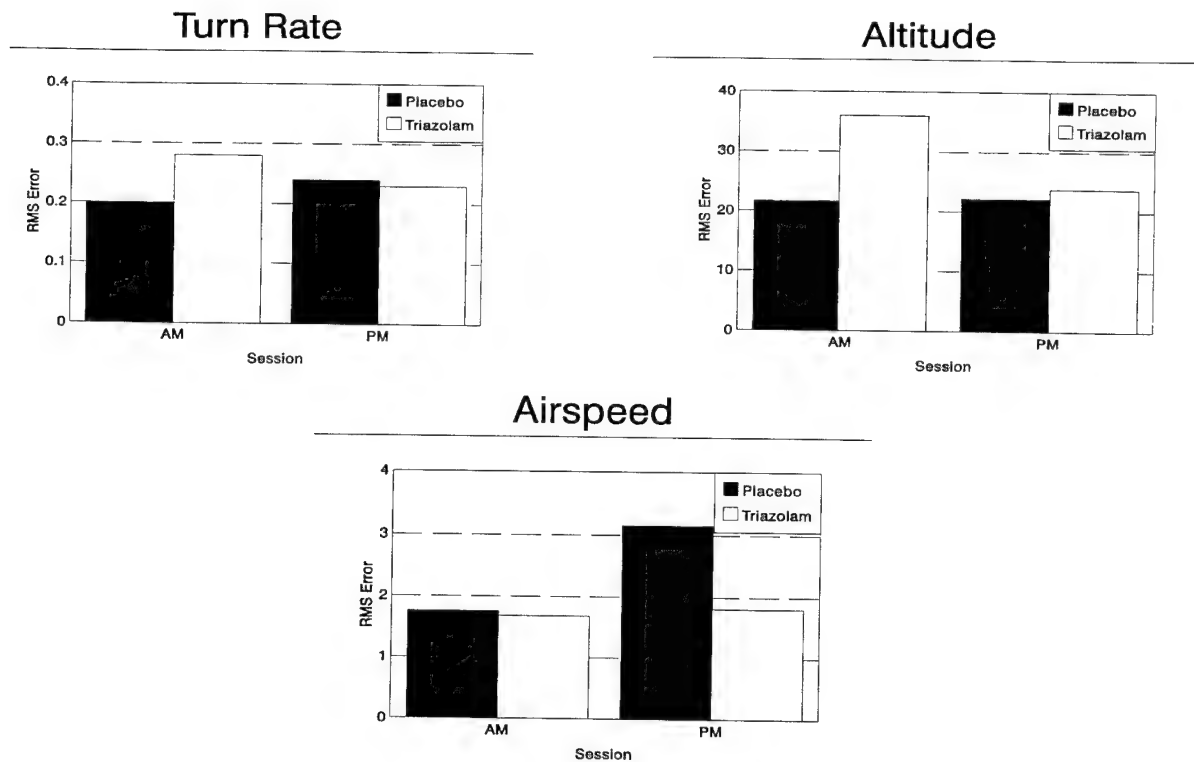 Turn Rate
0.4
0.3
0.2
0.1
0
RMS Error
Placebo
Triazolam
AM
PM
Session
Altitude
40
30
20
10
0
RMS Error
Placebo
Triazolam
AM
PM
Session
Airspeed
4
3
2
1
0
RMS Error
Placebo
Triazolam
AM
PM
Session